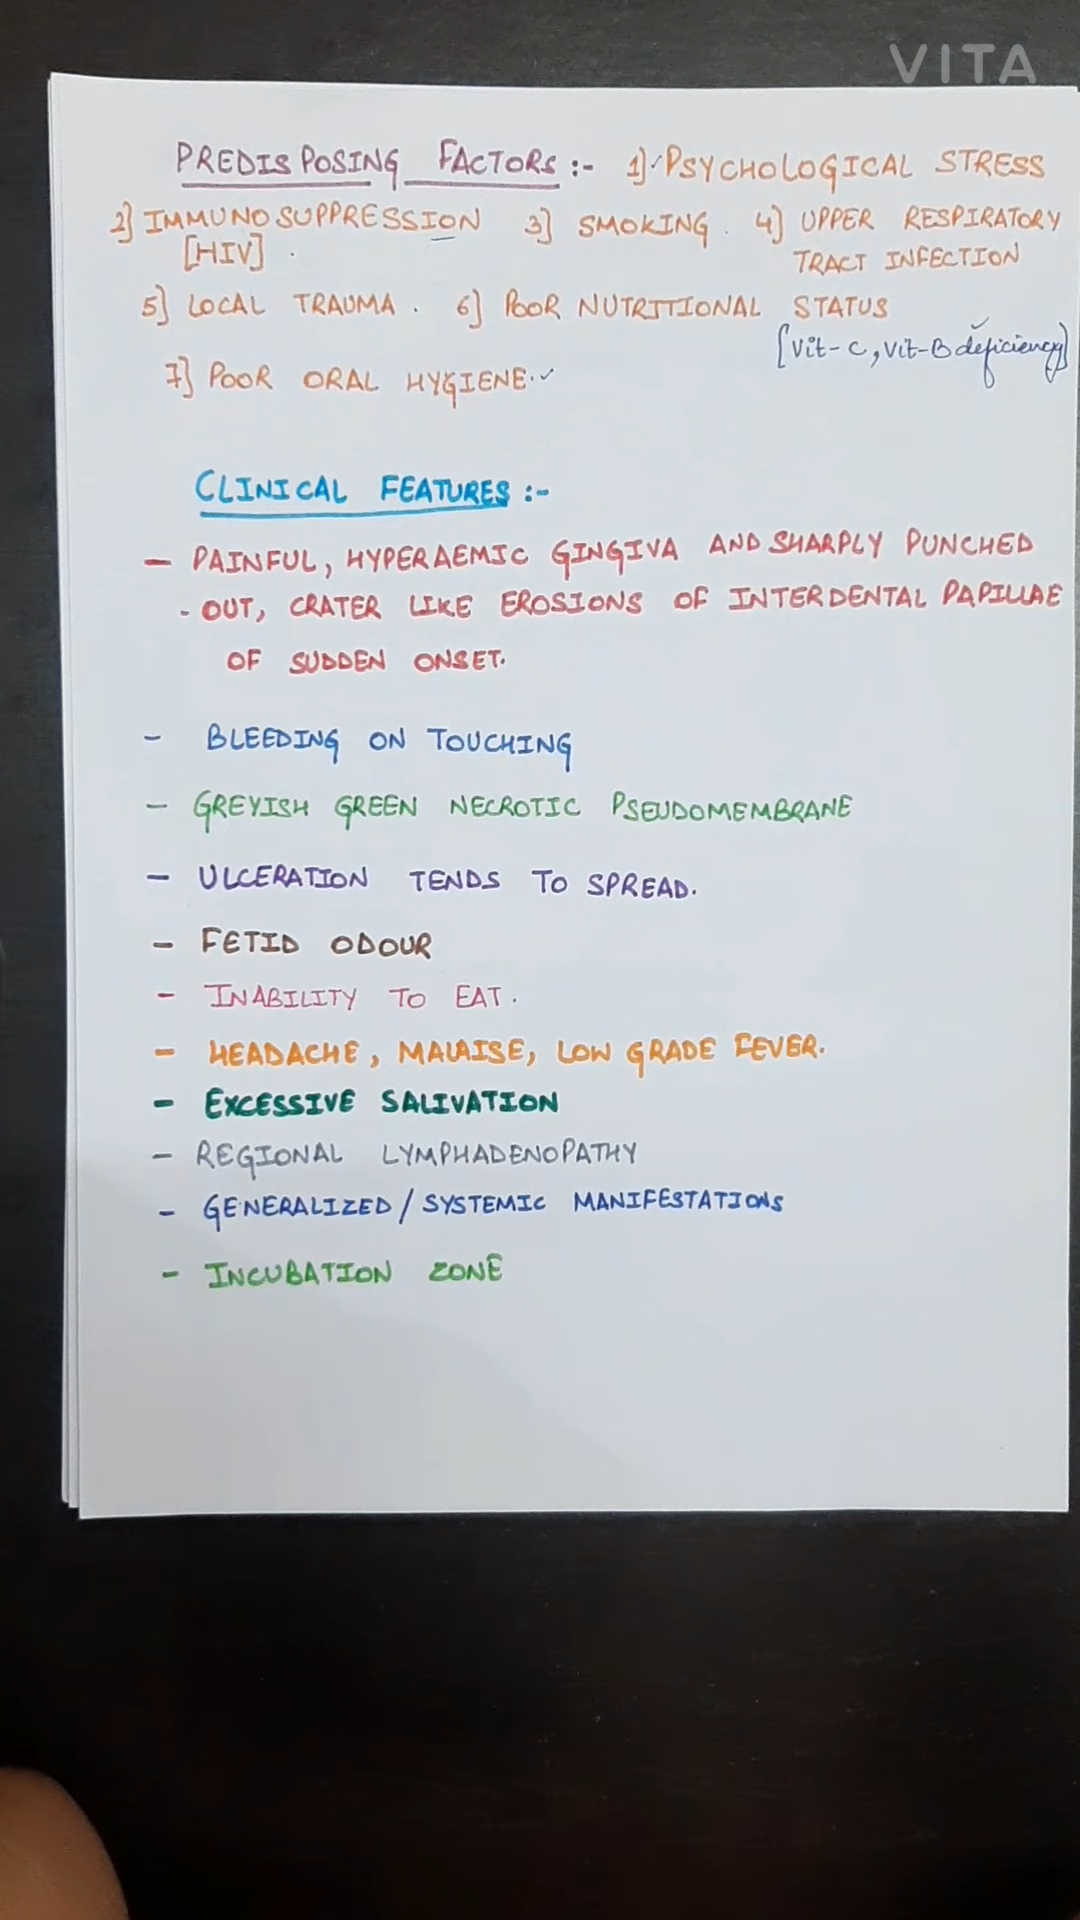 VITA
PREDISPOSING FACTORS :- 1] PSYCHOLOGICAL STRESS
2] IMMUNOSUPPRESSION 3] SMOKING. 4] UPPER RESPIRATORY
[HIV]. TRACT INFECTION
5] LOCAL TRAUMA. 6] POOR NUTRITIONAL STATUS
[Vit-C, Vit-B deficiency]
7] POOR ORAL HYGIENE.
CLINICAL FEATURES :-
- PAINFUL, HYPERAEMIC GINGIVA AND SHARPLY PUNCHED
- OUT, CRATER LIKE EROSIONS OF INTERDENTAL PAPILLAE
OF SUDDEN ONSET.
- BLEEDING ON TOUCHING
- GREYISH GREEN NECROTIC PSEUDOMEMBRANE
- ULCERATION TENDS TO SPREAD.
- FETID ODOUR
- INABILITY TO EAT.
- HEADACHE, MALAISE, LOW GRADE FEVER.
- EXCESSIVE SALIVATION
- REGIONAL LYMPHADENOPATHY
- GENERALIZED/SYSTEMIC MANIFESTATIONS
- INCUBATION ZONE